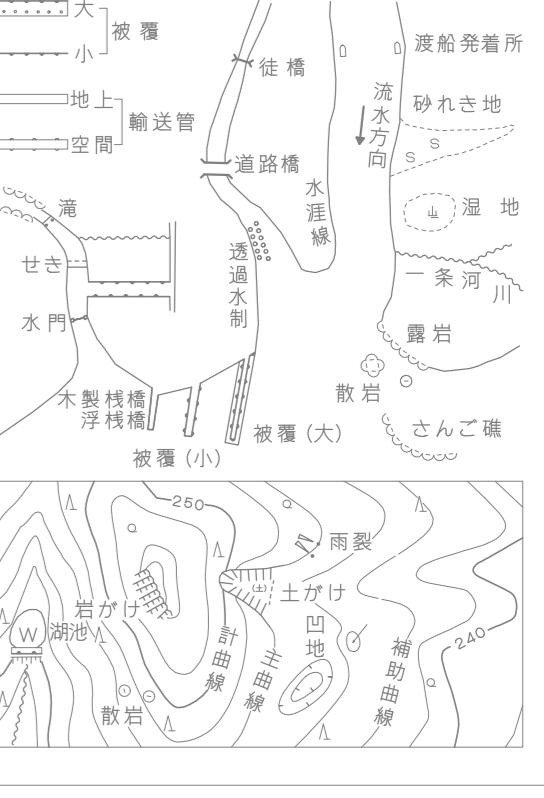 大
被覆
小
徒橋
渡船発着所
地上
輸送管
空間
流水方向
砂れき地
S
S
道路橋
水涯線
滝
湿 地
せき
透過水制
一条河川
水門
露岩
散岩
木製桟橋
浮桟橋
被覆(大)
さんご礁
被覆(小)
250
雨裂
岩がけ
(土)
土がけ
凹地
W
湖池
計曲線
主曲線
補助曲線
240
散岩